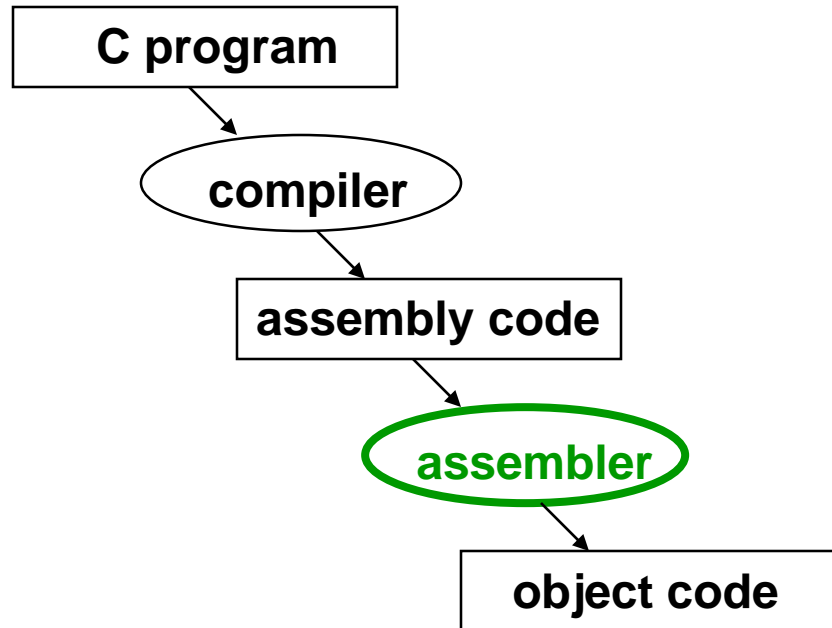 C program
compiler
assembly code
assembler
object code